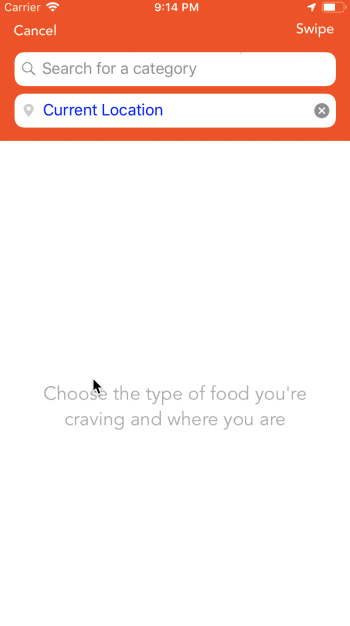 Carrier 9:14 PM
Cancel Swipe
Search for a category
Current Location
Choose the type of food you're
craving and where you are